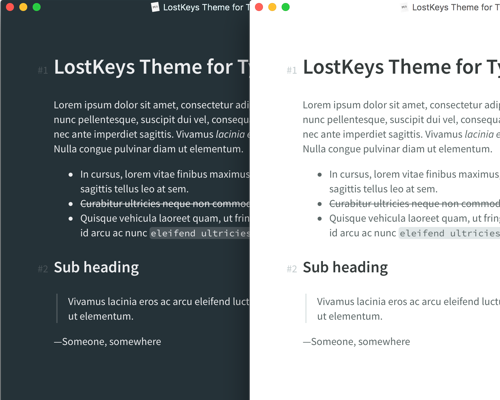 LostKeys Theme for T
#1 LostKeys Theme for Ty
Lorem ipsum dolor sit amet, consectetur adi
nunc pellentesque, suscipit dui vel, consequ
nec ante imperdiet sagittis. Vivamus lacinia e
Nulla congue pulvinar diam ut elementum.
• In cursus, lorem vitae finibus maximus
sagittis tellus leo at sem.
• Curabitur ultricies neque non commod
• Quisque vehicula laoreet quam, ut frin
id arcu ac nunc eleifend ultricies
#2 Sub heading
Vivamus lacinia eros ac arcu eleifend luct
ut elementum.
—Someone, somewhere
LostKeys Theme for T
#1 LostKeys Theme for Ty
Lorem ipsum dolor sit amet, consectetur adi
nunc pellentesque, suscipit dui vel, consequa
nec ante imperdiet sagittis. Vivamus lacinia e
Nulla congue pulvinar diam ut elementum.
• In cursus, lorem vitae finibus maximus
sagittis tellus leo at sem.
• Curabitur ultricies neque non commod
• Quisque vehicula laoreet quam, ut fring
id arcu ac nunc eleifend ultricies
#2 Sub heading
Vivamus lacinia eros ac arcu eleifend luct
ut elementum.
—Someone, somewhere